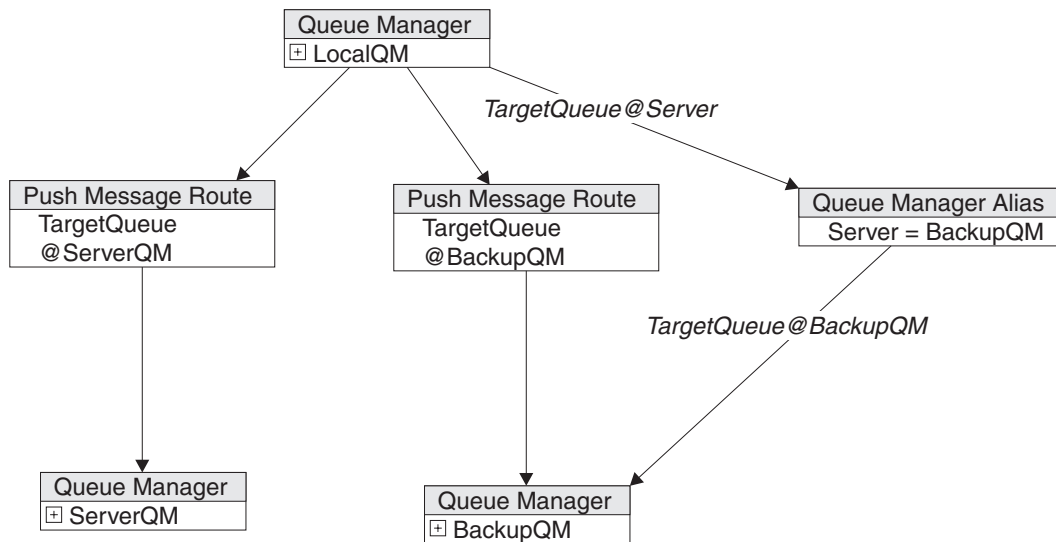 Queue Manager
LocalQM
TargetQueue@Server
Push Message Route
TargetQueue
@ServerQM
Push Message Route
TargetQueue
@BackupQM
Queue Manager Alias
Server = BackupQM
TargetQueue@BackupQM
Queue Manager
ServerQM
Queue Manager
BackupQM